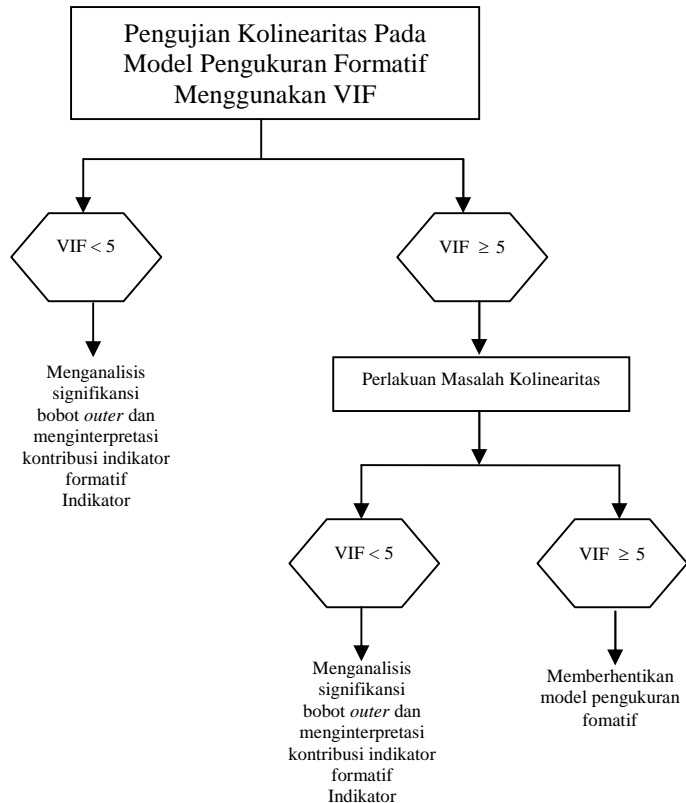 Pengujian Kolinearitas Pada
Model Pengukuran Formatif
Menggunakan VIF
VIF < 5
VIF ≥ 5
Menganalisis
signifikansi
bobot outer dan
menginterpretasi
kontribusi indikator
formatif
Indikator
Perlakuan Masalah Kolinearitas
VIF < 5
VIF ≥ 5
Menganalisis
signifikansi
bobot outer dan
menginterpretasi
kontribusi indikator
formatif
Indikator
Memberhentikan
model pengukuran
fomatif